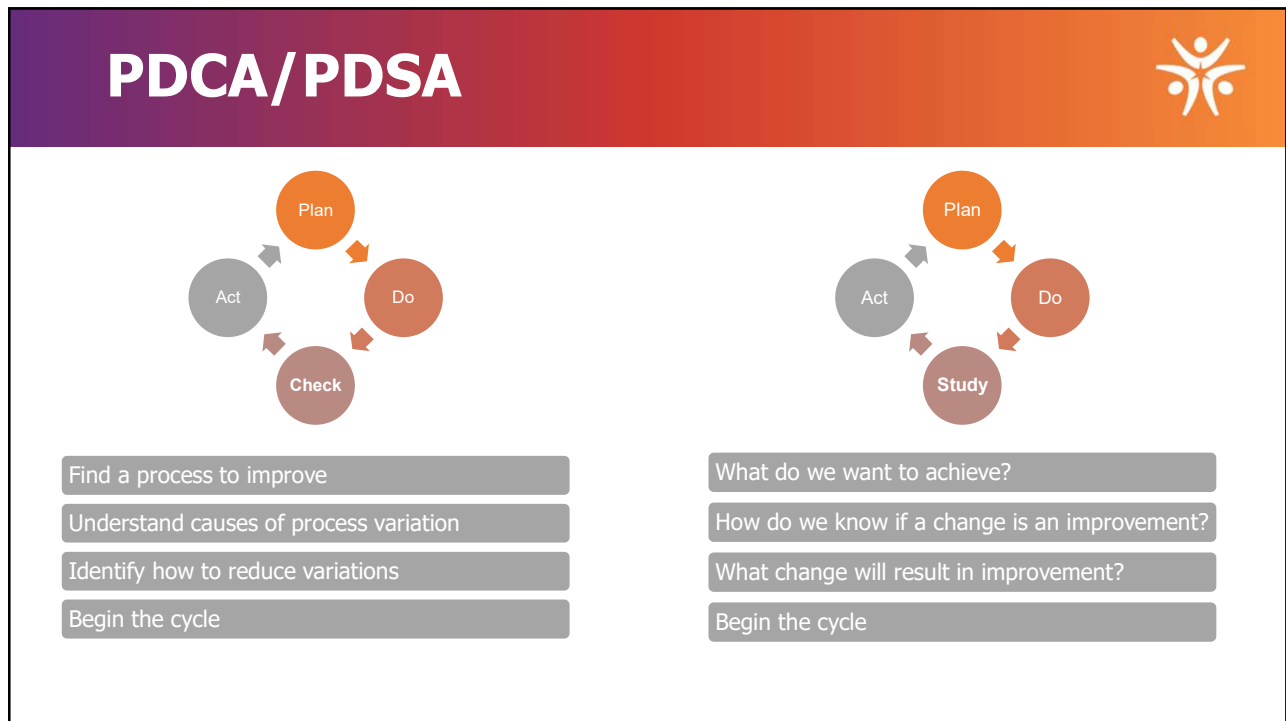 PDCA/PDSA
Plan
Do
Check
Act
Find a process to improve
Understand causes of process variation
Identify how to reduce variations
Begin the cycle
Plan
Do
Study
Act
What do we want to achieve?
How do we know if a change is an improvement?
What change will result in improvement?
Begin the cycle